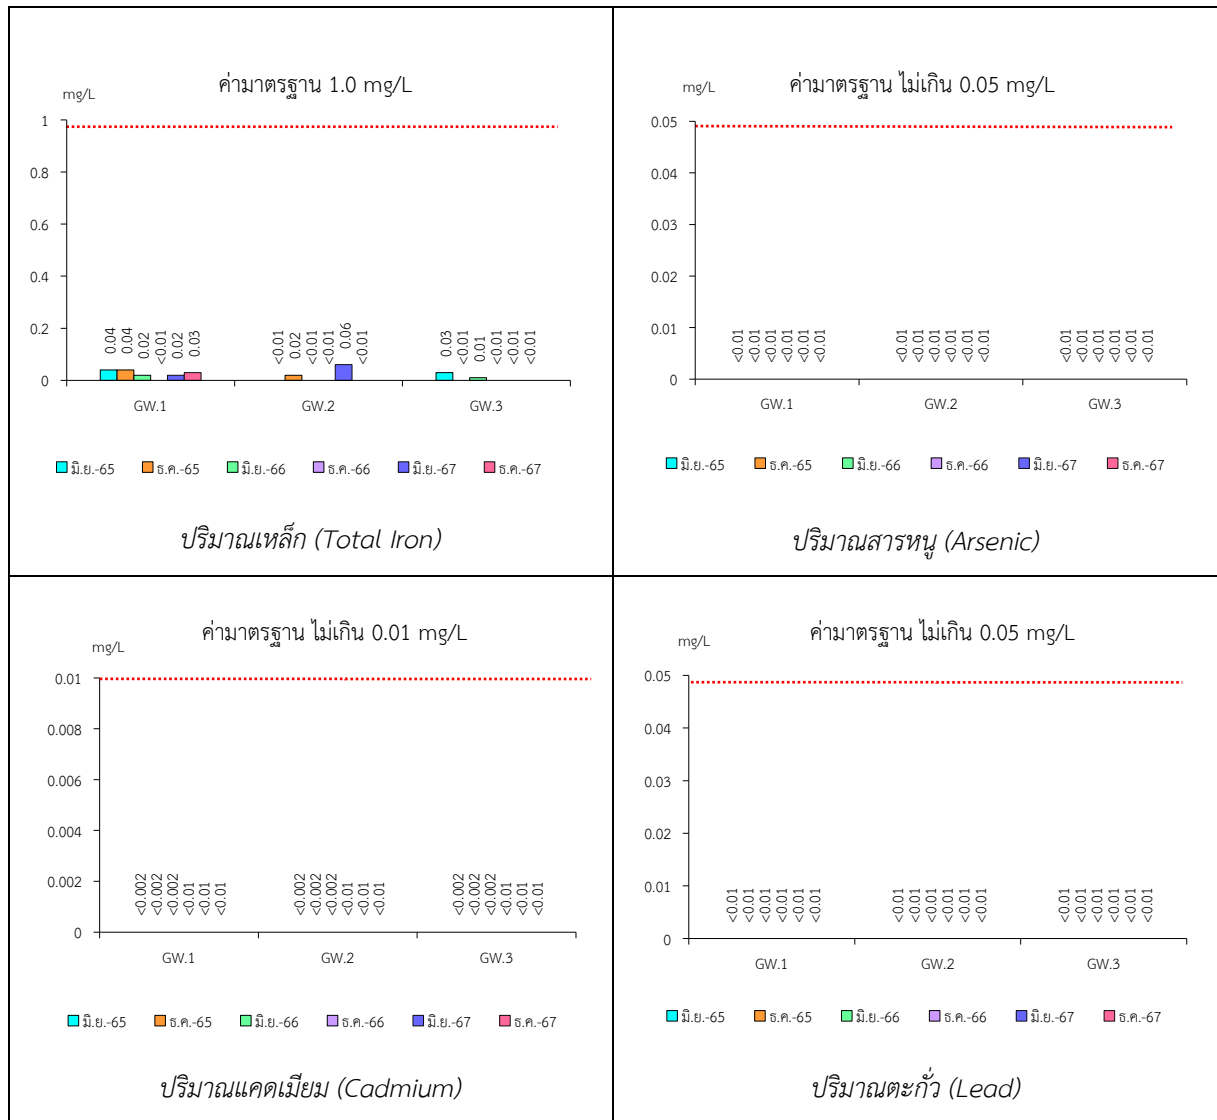 ค่ามาตรฐาน 1.0 mg/L
mg/L
1
0.8
0.6
0.4
0.2
0
0.04 0.04 0.02 <0.01 0.02 0.03
<0.01 0.02 <0.01 <0.01 0.06 <0.01
0.03 <0.01 0.01 <0.01 <0.01 <0.01
GW.1 GW.2 GW.3
มิ.ย.-65 ธ.ค.-65 มิ.ย.-66 ธ.ค.-66 มิ.ย.-67 ธ.ค.-67
ปริมาณเหล็ก (Total Iron)
ค่ามาตรฐาน ไม่เกิน 0.05 mg/L
mg/L
0.05
0.04
0.03
0.02
0.01
0
<0.01 <0.01 <0.01 <0.01 <0.01 <0.01
<0.01 <0.01 <0.01 <0.01 <0.01 <0.01
<0.01 <0.01 <0.01 <0.01 <0.01 <0.01
GW.1 GW.2 GW.3
มิ.ย.-65 ธ.ค.-65 มิ.ย.-66 ธ.ค.-66 มิ.ย.-67 ธ.ค.-67
ปริมาณสารหนู (Arsenic)
ค่ามาตรฐาน ไม่เกิน 0.01 mg/L
mg/L
0.01
0.008
0.006
0.004
0.002
0
<0.002 <0.002 <0.002 <0.01 <0.01 <0.01
<0.002 <0.002 <0.002 <0.01 <0.01 <0.01
<0.002 <0.002 <0.002 <0.01 <0.01 <0.01
GW.1 GW.2 GW.3
มิ.ย.-65 ธ.ค.-65 มิ.ย.-66 ธ.ค.-66 มิ.ย.-67 ธ.ค.-67
ปริมาณแคดเมียม (Cadmium)
ค่ามาตรฐาน ไม่เกิน 0.05 mg/L
mg/L
0.05
0.04
0.03
0.02
0.01
0
<0.01 <0.01 <0.01 <0.01 <0.01 <0.01
<0.01 <0.01 <0.01 <0.01 <0.01 <0.01
<0.01 <0.01 <0.01 <0.01 <0.01 <0.01
GW.1 GW.2 GW.3
มิ.ย.-65 ธ.ค.-65 มิ.ย.-66 ธ.ค.-66 มิ.ย.-67 ธ.ค.-67
ปริมาณตะกั่ว (Lead)